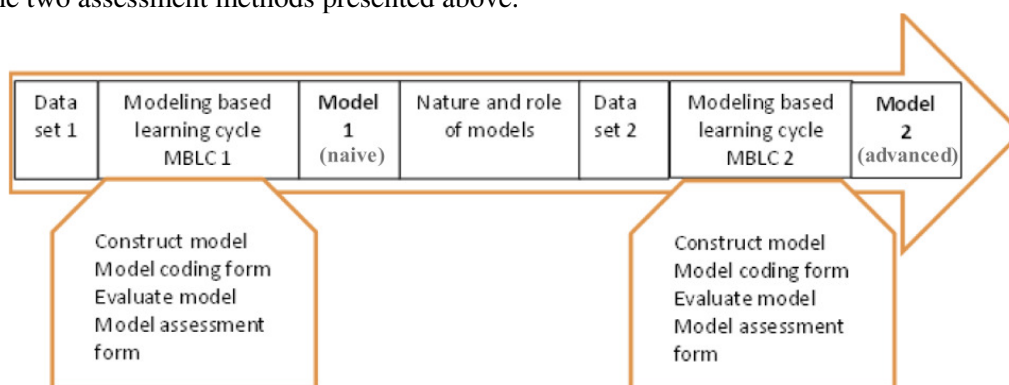 he two assessment methods presented above.
Data
set 1
Modeling based
learning cycle
MBLC 1
Model
1
(naive)
Nature and role
of models
Data
set 2
Modeling based
learning cycle
MBLC 2
Model
2
(advanced)
Construct model
Model coding form
Evaluate model
Model assessment
form
Construct model
Model coding form
Evaluate model
Model assessment
form